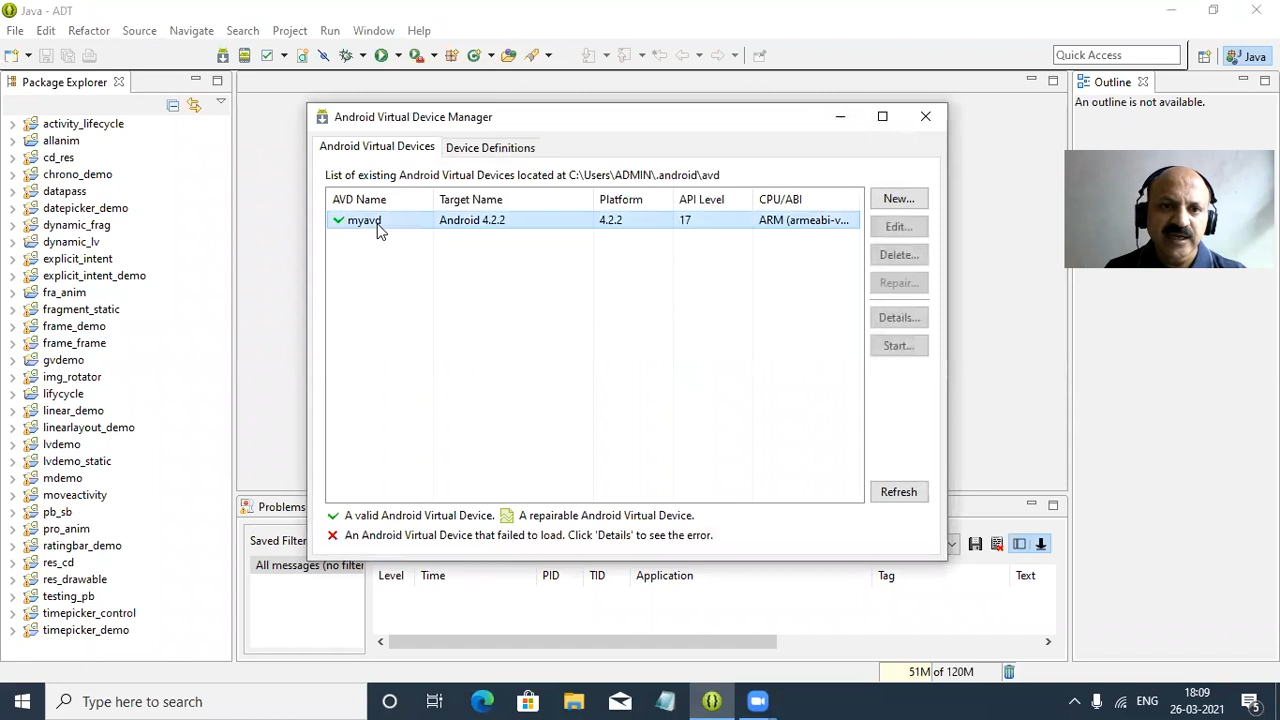 Java - ADT
File Edit Refactor Source Navigate Search Project Run Window Help
Quick Access
Java
Package Explorer
activity_lifecycle
allanim
cd_res
chrono_demo
datapass
datepicker_demo
dynamic_frag
dynamic_lv
explicit_intent
explicit_intent_demo
fra_anim
fragment_static
frame_demo
frame_frame
gvdemo
img_rotator
lifycycle
linear_demo
linearlayout_demo
lvdemo
lvdemo_static
mdemo
moveactivity
pb_sb
pro_anim
ratingbar_demo
res_cd
res_drawable
testing_pb
timepicker_control
timepicker_demo
Android Virtual Device Manager
Android Virtual Devices Device Definitions
List of existing Android Virtual Devices located at C:\Users\ADMIN\.android\avd
AVD Name Target Name Platform API Level CPU/ABI
myavd Android 4.2.2 4.2.2 17 ARM (armeabi-v...
New...
Edit...
Delete...
Repair...
Details...
Start...
Refresh
A valid Android Virtual Device. A repairable Android Virtual Device.
An Android Virtual Device that failed to load. Click 'Details' to see the error.
Outline
An outline is not available.
Problems
Saved Filter
All messages (no filter
Level Time PID TID Application Tag Text
51M of 120M
Type here to search
ENG
18:09
26-03-2021
5